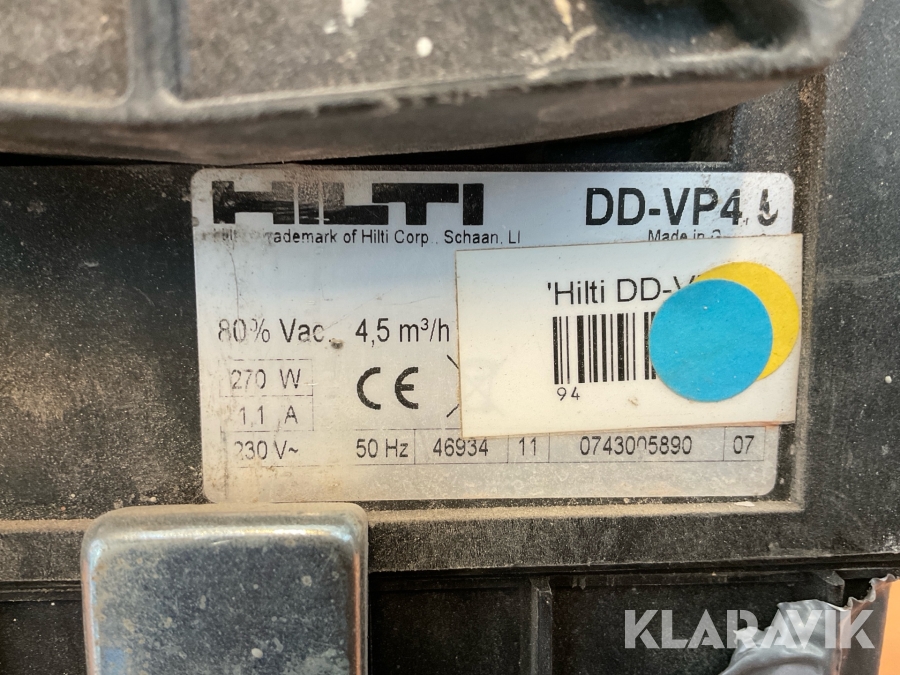 HILTI DD-VP4,5
trademark of Hilti Corp., Schaan, LI Made in
'Hilti DD-V
80% Vac. 4,5 m³/h
270 W CE
94
1,1 A
230 V~ 50 Hz 46934 11 0743005890 07
KLARAVIK